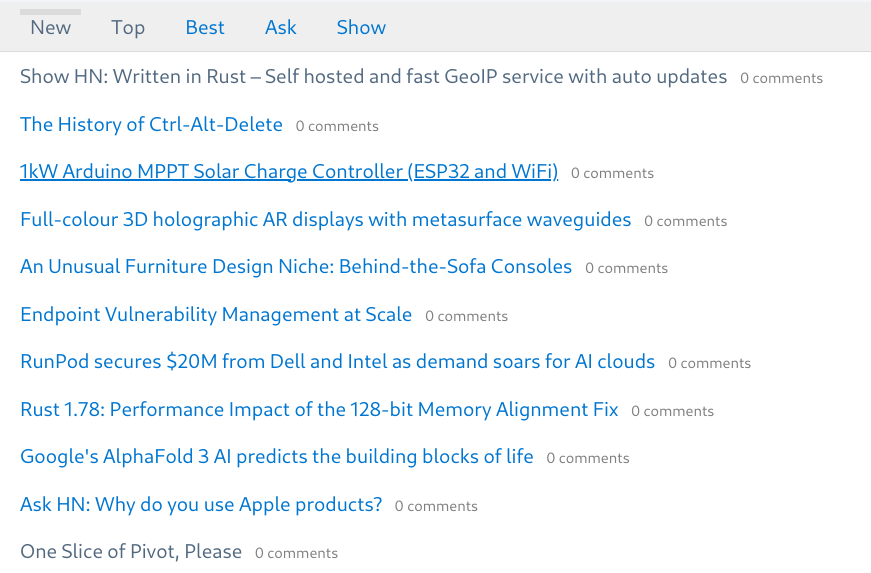 New Top Best Ask Show
Show HN: Written in Rust – Self hosted and fast GeoIP service with auto updates 0 comments
The History of Ctrl-Alt-Delete 0 comments
1kW Arduino MPPT Solar Charge Controller (ESP32 and WiFi) 0 comments
Full-colour 3D holographic AR displays with metasurface waveguides 0 comments
An Unusual Furniture Design Niche: Behind-the-Sofa Consoles 0 comments
Endpoint Vulnerability Management at Scale 0 comments
RunPod secures $20M from Dell and Intel as demand soars for AI clouds 0 comments
Rust 1.78: Performance Impact of the 128-bit Memory Alignment Fix 0 comments
Google's AlphaFold 3 AI predicts the building blocks of life 0 comments
Ask HN: Why do you use Apple products? 0 comments
One Slice of Pivot, Please 0 comments